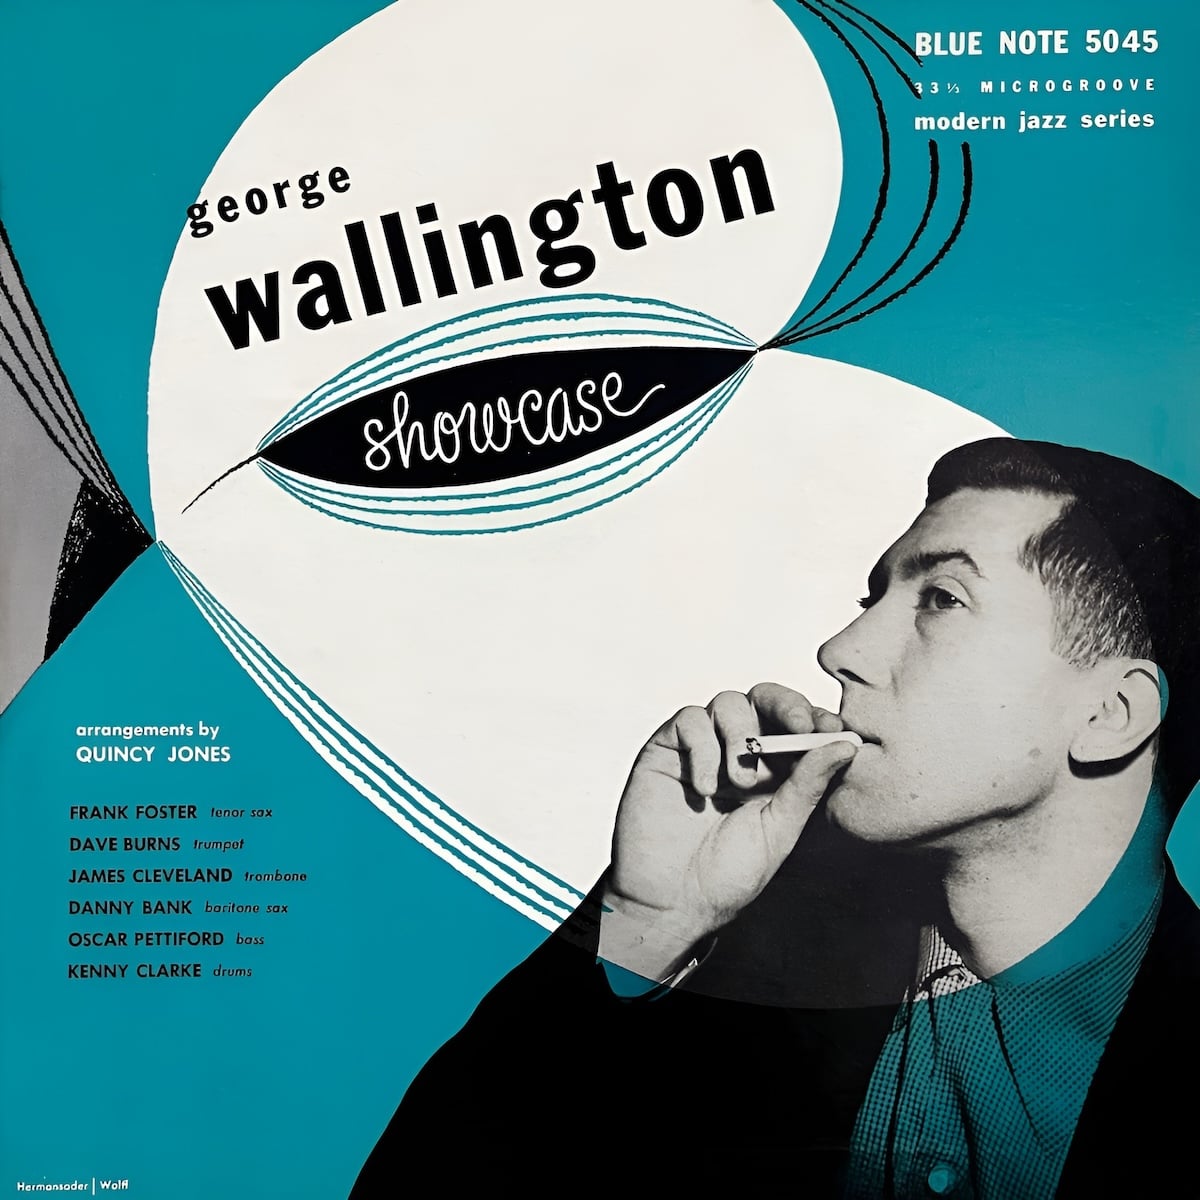 BLUE NOTE 5045
33⅓ MICROGROOVE
modern jazz series
george
wallington
showcase
arrangements by
QUINCY JONES
FRANK FOSTER tenor sax
DAVE BURNS trumpet
JAMES CLEVELAND trombone
DANNY BANK baritone sax
OSCAR PETTIFORD bass
KENNY CLARKE drums
Hermansader | Wolff